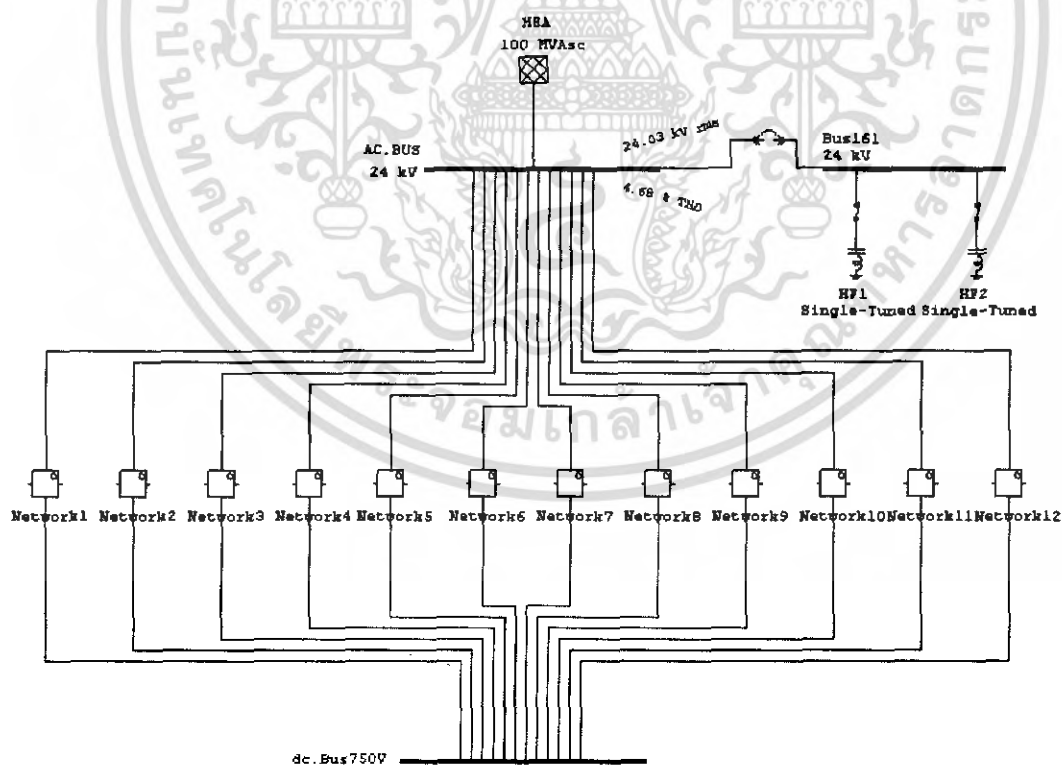 MEA
100 MVAsc
AC.BUS
24 kV
24.03 kV rms
4.68 % THD
Bus161
24 kV
HF1
Single-Tuned
HF2
Single-Tuned
Network1 Network2 Network3 Network4 Network5 Network6 Network7 Network8 Network9 Network10 Network11 Network12
dc.Bus750V